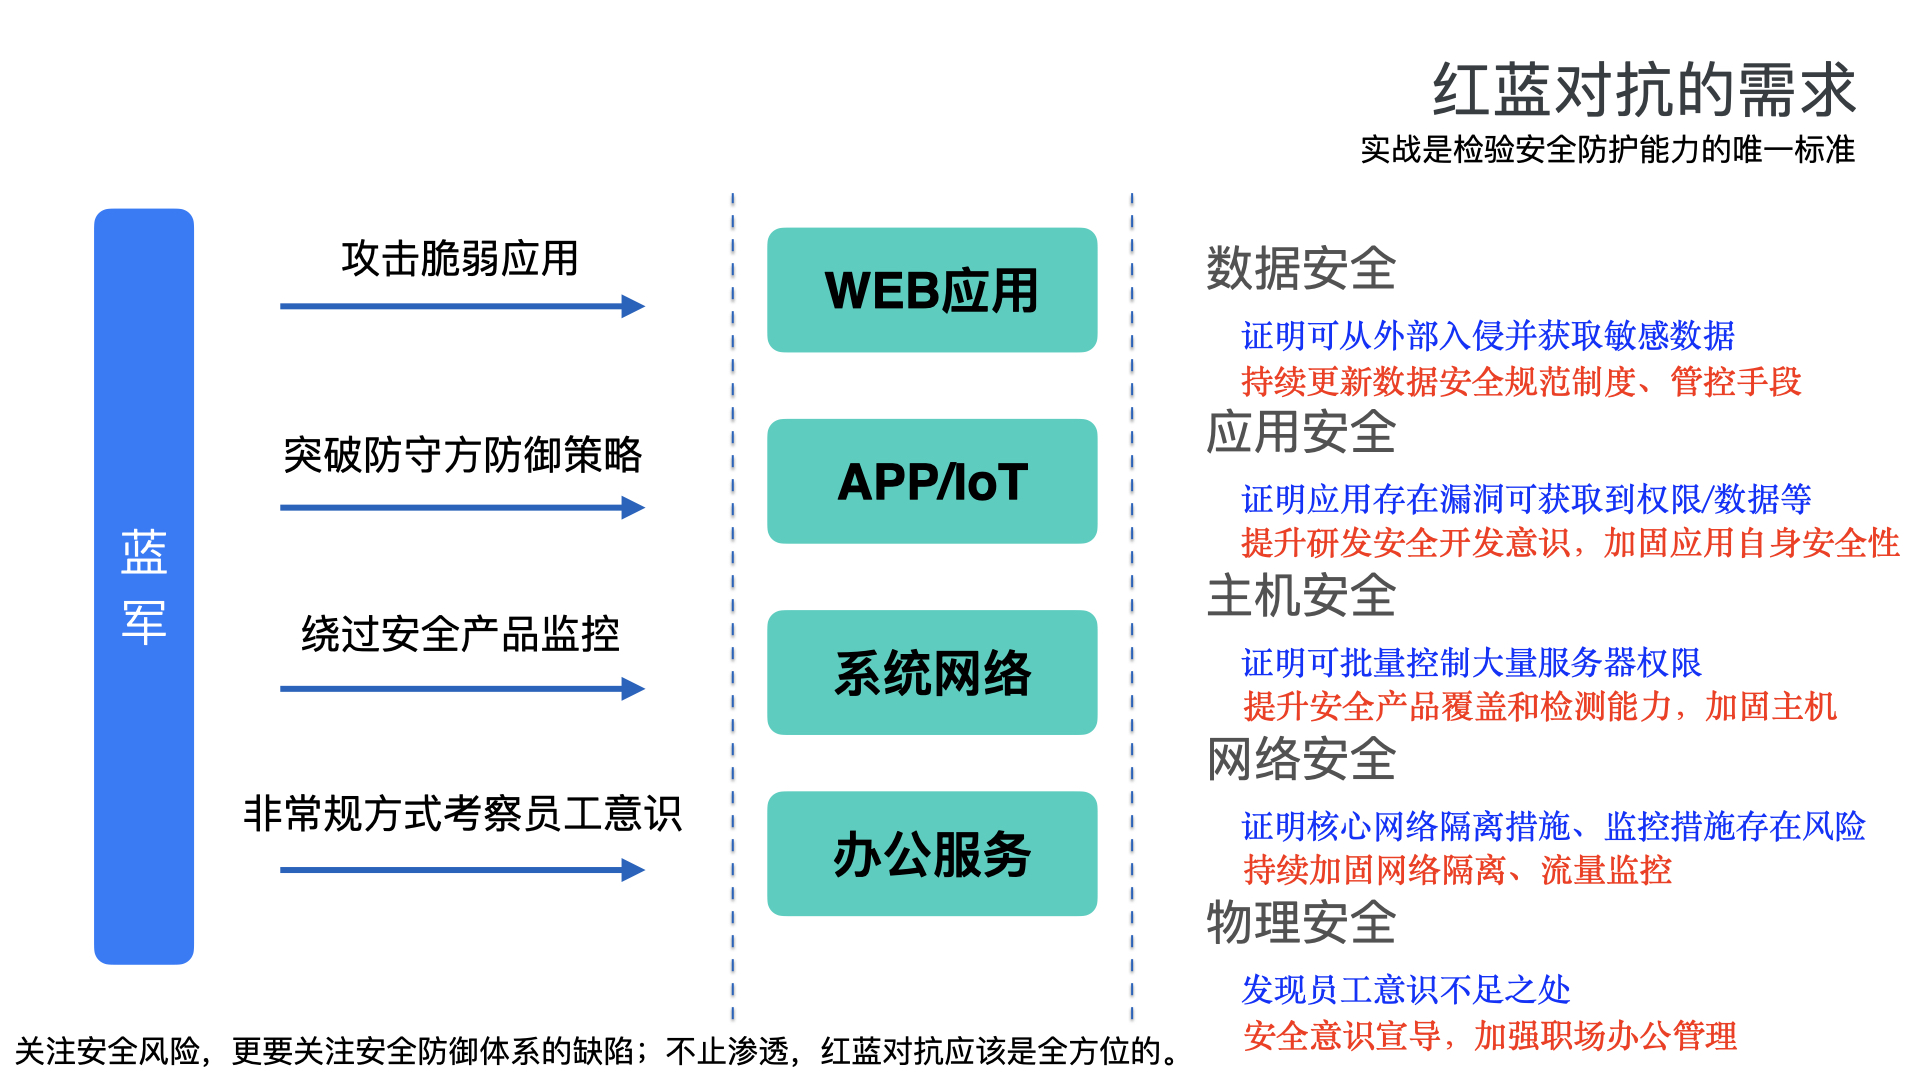 红蓝对抗的需求
实战是检验安全防护能力的唯一标准
蓝
军
攻击脆弱应用
突破防守方防御策略
绕过安全产品监控
非常规方式考察员工意识
WEB应用
APP/IoT
系统网络
办公服务
数据安全
证明可从外部入侵并获取敏感数据
持续更新数据安全规范制度、管控手段
应用安全
证明应用存在漏洞可获取到权限/数据等
提升研发安全开发意识，加固应用自身安全性
主机安全
证明可批量控制大量服务器权限
提升安全产品覆盖和检测能力，加固主机
网络安全
证明核心网络隔离措施、监控措施存在风险
持续加固网络隔离、流量监控
物理安全
发现员工意识不足之处
安全意识宣导，加强职场办公管理
关注安全风险，更要关注安全防御体系的缺陷；不止渗透，红蓝对抗应该是全方位的。